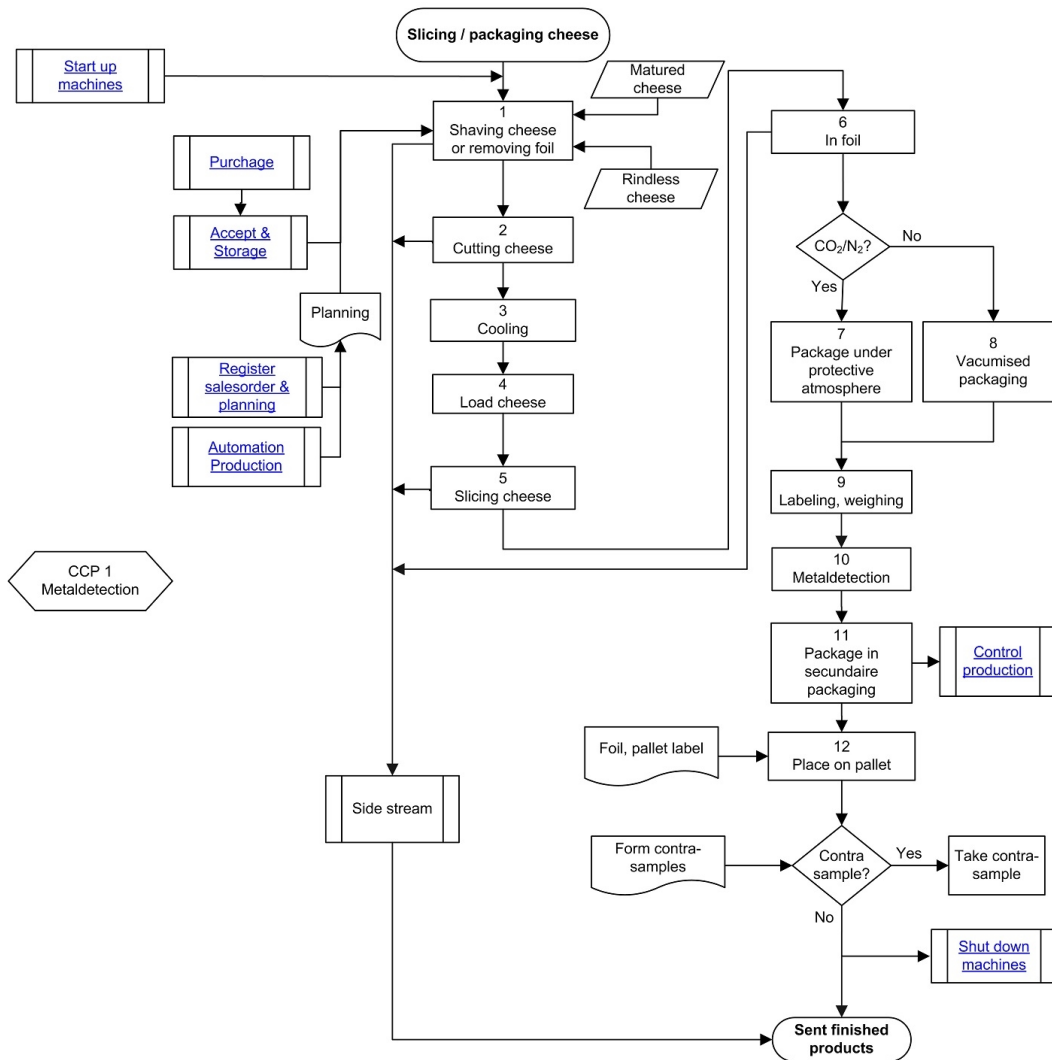 Slicing / packaging cheese
Start up
machines
Matured
cheese
1
Shaving cheese
or removing foil
6
In foil
Purchage
Rindless
cheese
Accept &
Storage
2
Cutting cheese
CO₂/N₂?
No
Yes
Planning
3
Cooling
7
Package under
protective
atmosphere
8
Vacumised
packaging
Register
salesorder &
planning
4
Load cheese
Automation
Production
5
Slicing cheese
9
Labeling, weighing
CCP 1
Metaldetection
10
Metaldetection
11
Package in
secundaire
packaging
Control
production
Foil, pallet label
12
Place on pallet
Side stream
Form contra-
samples
Contra
sample?
Yes
Take contra-
sample
No
Shut down
machines
Sent finished
products